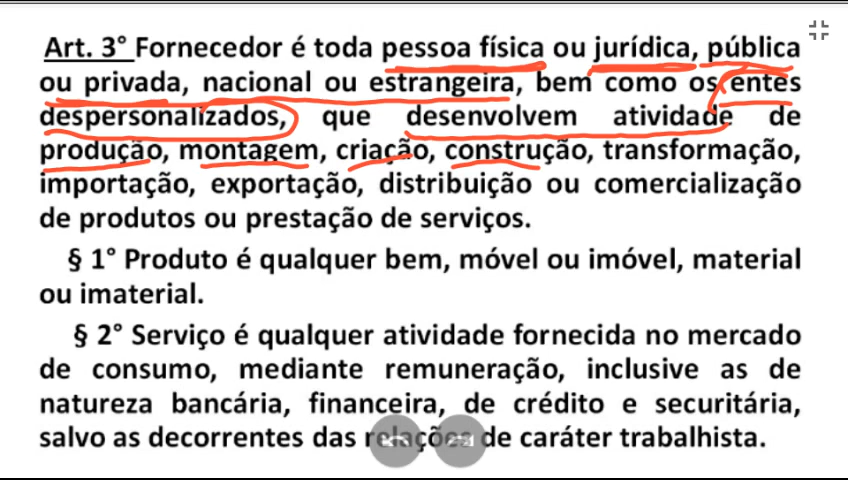 Art. 3° Fornecedor é toda pessoa física ou jurídica, pública
ou privada, nacional ou estrangeira, bem como os entes
despersonalizados, que desenvolvem atividade de
produção, montagem, criação, construção, transformação,
importação, exportação, distribuição ou comercialização
de produtos ou prestação de serviços.
§ 1° Produto é qualquer bem, móvel ou imóvel, material
ou imaterial.
§ 2° Serviço é qualquer atividade fornecida no mercado
de consumo, mediante remuneração, inclusive as de
natureza bancária, financeira, de crédito e securitária,
salvo as decorrentes das relações de caráter trabalhista.